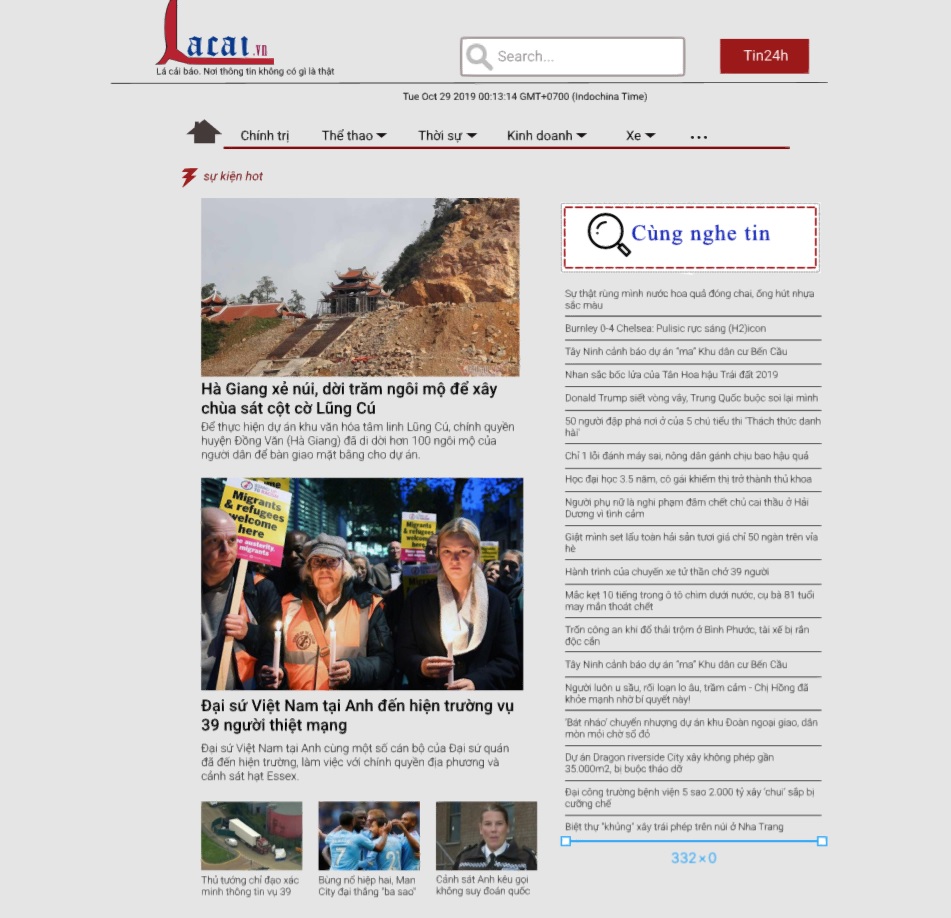 Lacai.vn
Lá cải báo. Nơi thông tin không có gì là thật
Search...
Tin24h
Tue Oct 29 2019 00:13:14 GMT+0700 (Indochina Time)
Chính trị
Thể thao
Thời sự
Kinh doanh
Xe
...
sự kiện hot
Hà Giang xẻ núi, dời trăm ngôi mộ để xây
chùa sát cột cờ Lũng Cú
Để thực hiện dự án khu văn hóa tâm linh Lũng Cú, chính quyền
huyện Đồng Văn (Hà Giang) đã di dời hơn 100 ngôi mộ của
người dân để bàn giao mặt bằng cho dự án.
Migrants
& refugees
welcome
here
Migrants
& refugees
welcome
here
Đại sứ Việt Nam tại Anh đến hiện trường vụ
39 người thiệt mạng
Đại sứ Việt Nam tại Anh cùng một số cán bộ của Đại sứ quán
đã đến hiện trường, làm việc với chính quyền địa phương và
cảnh sát hạt Essex.
Thủ tướng chỉ đạo xác
minh thông tin vụ 39
Bùng nổ hiệp hai, Man
City đại thắng "ba sao"
Cảnh sát Anh kêu gọi
không suy đoán quốc
Cùng nghe tin
Sự thật rùng mình nước hoa quả đóng chai, ống hút nhựa
sắc màu
Burnley 0-4 Chelsea: Pulisic rực sáng (H2)icon
Tây Ninh cảnh báo dự án "ma" Khu dân cư Bến Cầu
Nhan sắc bốc lửa của Tân Hoa hậu Trái đất 2019
Donald Trump siết vòng vây, Trung Quốc buộc soi lại mình
50 người đập phá nơi ở của 5 chú tiểu thi 'Thách thức danh
hài'
Chỉ 1 lỗi đánh máy sai, nông dân gánh chịu bao hậu quả
Học đại học 3.5 năm, cô gái khiếm thị trở thành thủ khoa
Người phụ nữ là nghi phạm đâm chết chủ cai thầu ở Hải
Dương vì tình cảm
Giật mình set lẩu toàn hải sản tươi giá chỉ 50 ngàn trên vỉa
hè
Hành trình của chuyến xe tử thần chở 39 người
Mắc kẹt 10 tiếng trong ô tô chìm dưới nước, cụ bà 81 tuổi
may mắn thoát chết
Trốn công an khi đổ thải trộm ở Bình Phước, tài xế bị rắn
độc cắn
Tây Ninh cảnh báo dự án "ma" Khu dân cư Bến Cầu
Người luôn u sầu, rối loạn lo âu, trầm cảm - Chị Hồng đã
khỏe mạnh nhờ bí quyết này!
'Bát nháo' chuyển nhượng dự án khu Đoàn ngoại giao, dân
mòn mỏi chờ sổ đỏ
Dự án Dragon riverside City xây không phép gần
35.000m2, bị buộc tháo dỡ
Đại công trường bệnh viện 5 sao 2.000 tỷ xây 'chui' sắp bị
cưỡng chế
Biệt thự "khủng" xây trái phép trên núi ở Nha Trang
332 × 0